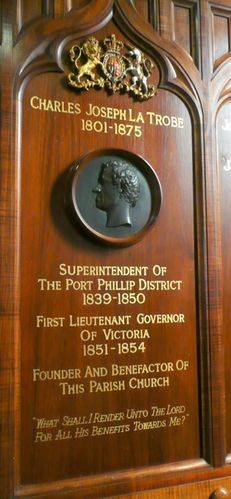 CHARLES JOSEPH LA TROBE
1801-1875
SUPERINTENDENT OF
THE PORT PHILLIP DISTRICT
1839-1850
FIRST LIEUTENANT GOVERNOR
OF VICTORIA
1851-1854
FOUNDER AND BENEFACTOR OF
THIS PARISH CHURCH
"WHAT SHALL I RENDER UNTO THE LORD
FOR ALL HIS BENEFITS TOWARDS ME?"